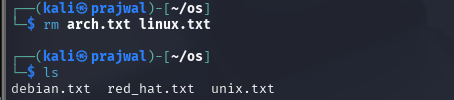 ┌──(kali㉿prajwal)-[~/os]
└─$ rm arch.txt linux.txt
┌──(kali㉿prajwal)-[~/os]
└─$ ls
debian.txt  red_hat.txt  unix.txt